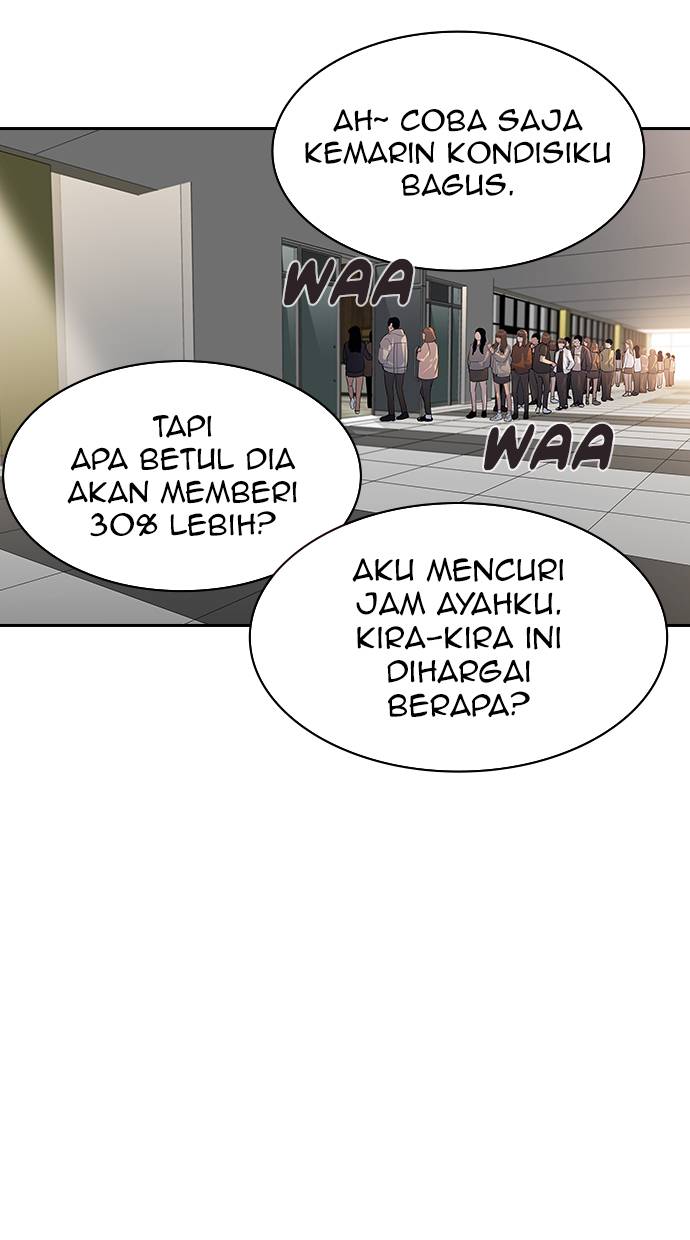 AH~ COBA SAJA
KEMARIN KONDISIKU
BAGUS.
WAA
WAA
TAPI
APA BETUL DIA
AKAN MEMBERI
30% LEBIH?
AKU MENCURI
JAM AYAHKU.
KIRA-KIRA INI
DIHARGAI
BERAPA?